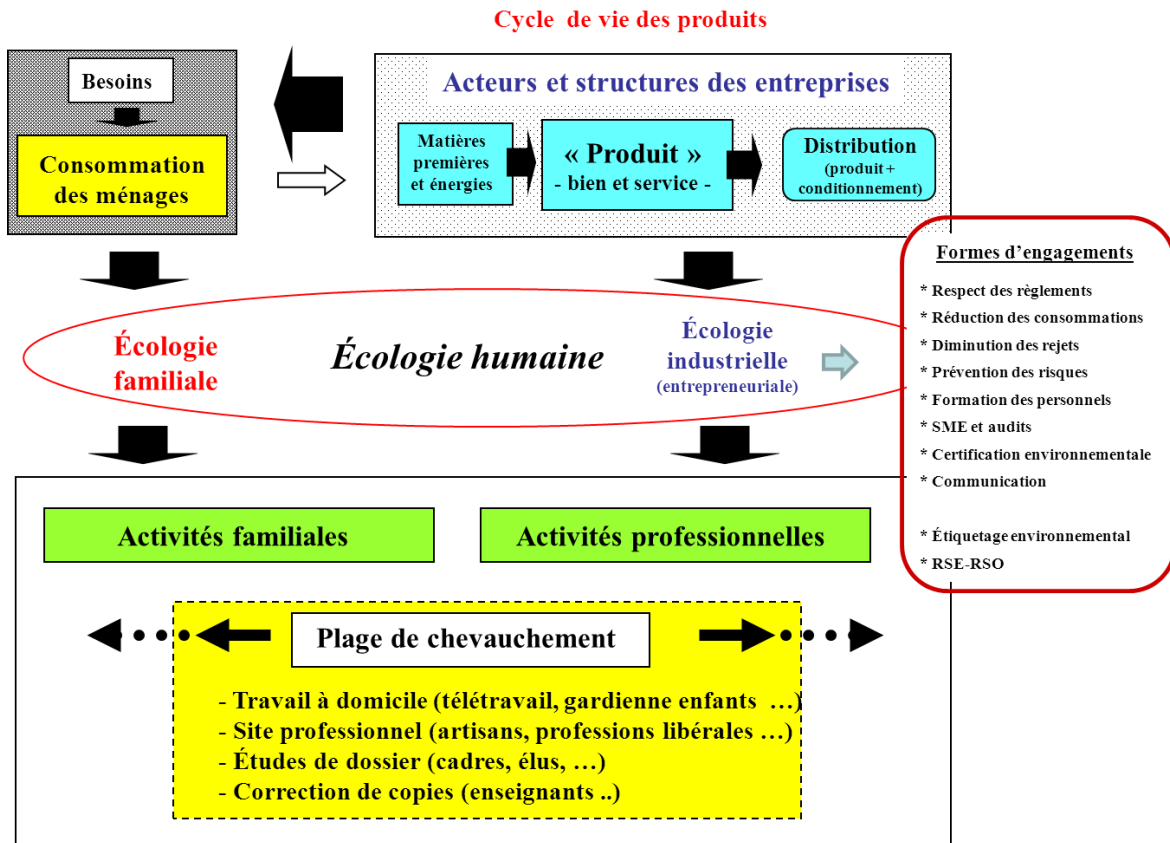 Cycle de vie des produits
Besoins
Consommation
des ménages
Acteurs et structures des entreprises
Matières
premières
et énergies
« Produit »
- bien et service -
Distribution
(produit +
conditionnement)
Écologie
familiale
Écologie humaine
Écologie
industrielle
(entrepreneuriale)
Formes d’engagements
* Respect des règlements
* Réduction des consommations
* Diminution des rejets
* Prévention des risques
* Formation des personnels
* SME et audits
* Certification environnementale
* Communication
* Étiquetage environnemental
* RSE-RSO
Activités familiales
Activités professionnelles
Plage de chevauchement
- Travail à domicile (télétravail, gardienne enfants …)
- Site professionnel (artisans, professions libérales …)
- Études de dossier (cadres, élus, …)
- Correction de copies (enseignants ..)